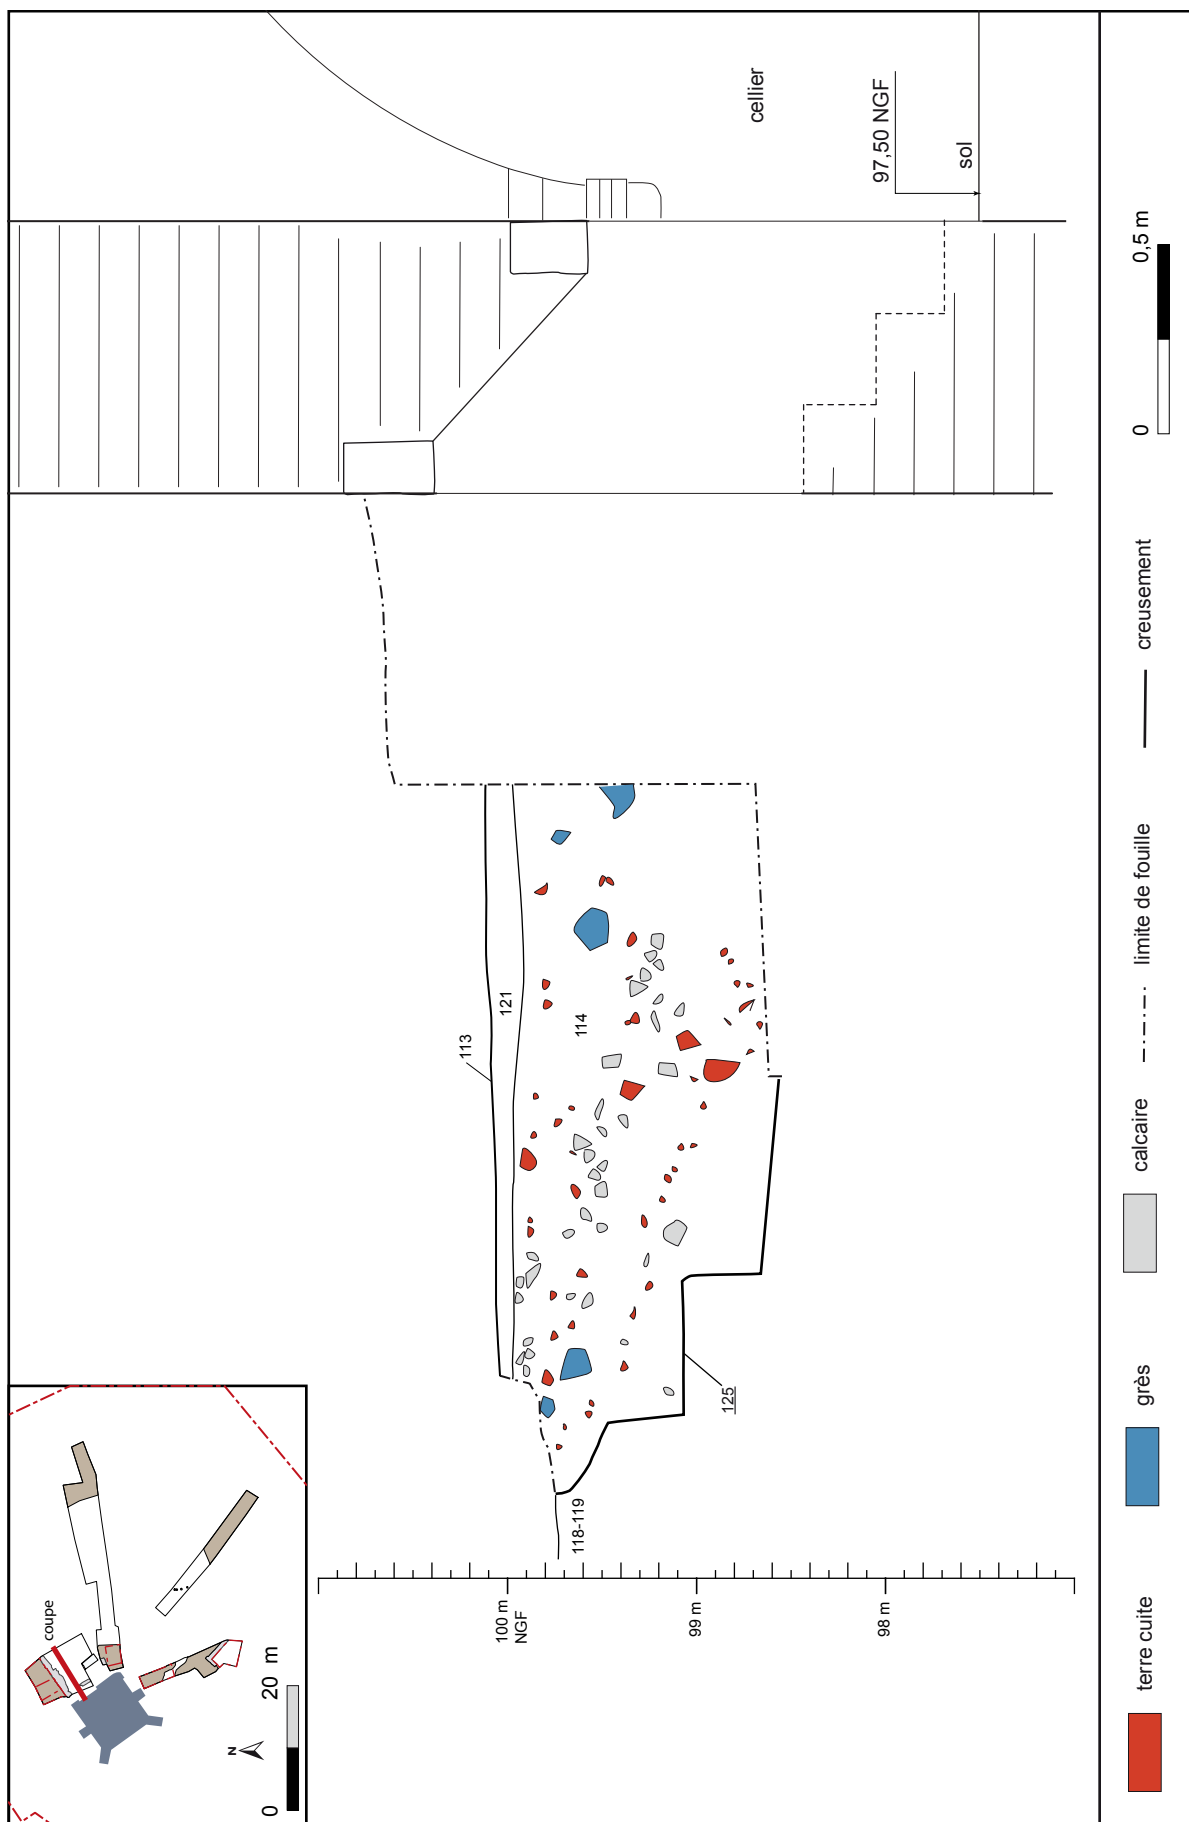 coupe
N
0 20 m
cellier
97,50 NGF
sol
113
121
114
125
118-119
100 m
NGF
99 m
98 m
0 0,5 m
terre cuite
grès
calcaire
limite de fouille
creusement